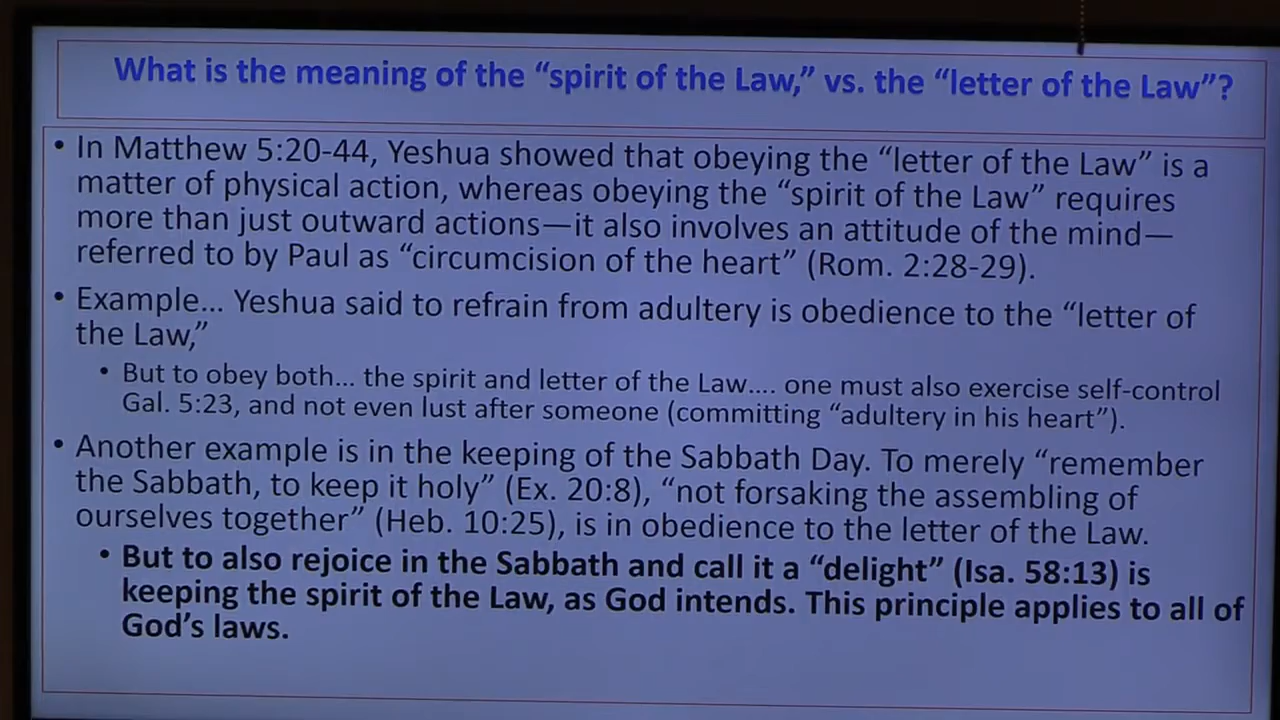 What is the meaning of the “spirit of the Law,” vs. the “letter of the Law”?
• In Matthew 5:20-44, Yeshua showed that obeying the “letter of the Law” is a
matter of physical action, whereas obeying the “spirit of the Law” requires
more than just outward actions—it also involves an attitude of the mind—
referred to by Paul as “circumcision of the heart” (Rom. 2:28-29).
• Example... Yeshua said to refrain from adultery is obedience to the “letter of
the Law,”
• But to obey both... the spirit and letter of the Law.... one must also exercise self-control
Gal. 5:23, and not even lust after someone (committing “adultery in his heart”).
• Another example is in the keeping of the Sabbath Day. To merely “remember
the Sabbath, to keep it holy” (Ex. 20:8), “not forsaking the assembling of
ourselves together” (Heb. 10:25), is in obedience to the letter of the Law.
• But to also rejoice in the Sabbath and call it a “delight” (Isa. 58:13) is
keeping the spirit of the Law, as God intends. This principle applies to all of
God’s laws.